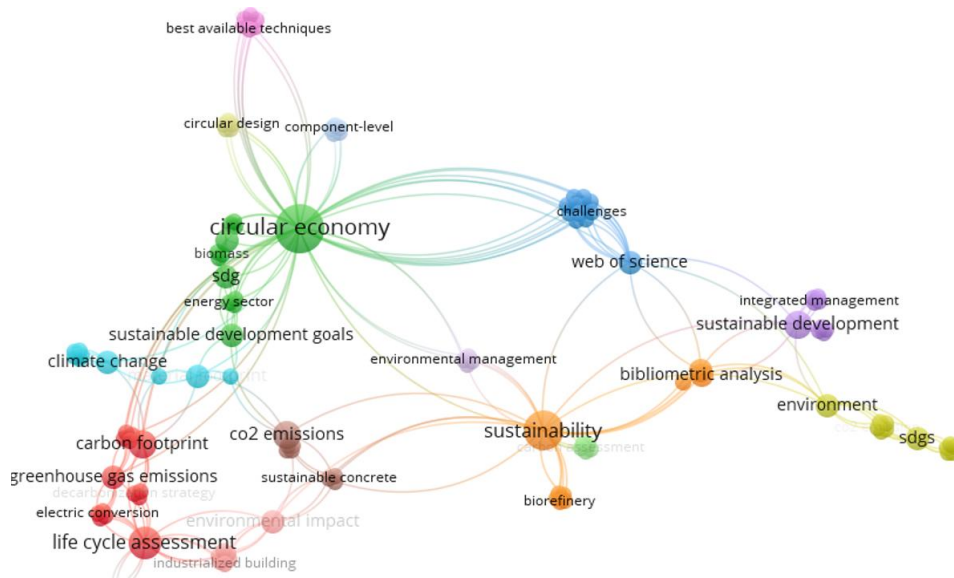 best available techniques
circular design
component-level
challenges
circular economy
biomass
web of science
sdg
energy sector
integrated management
sustainable development goals
sustainable development
climate change
environmental management
bibliometric analysis
environment
sustainability
co2 emissions
carbon footprint
sdgs
assessment
greenhouse gas emissions
sustainable concrete
decarbonization strategy
biorefinery
electric conversion
environmental impact
life cycle assessment
industrialized building